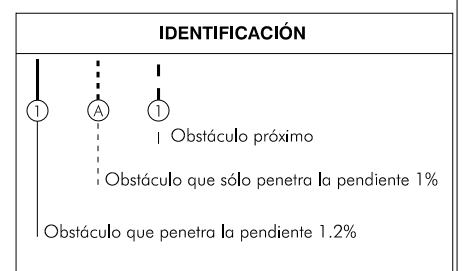 IDENTIFICACIÓN
1 A 1
Obstáculo próximo
Obstáculo que sólo penetra la pendiente 1%
Obstáculo que penetra la pendiente 1.2%